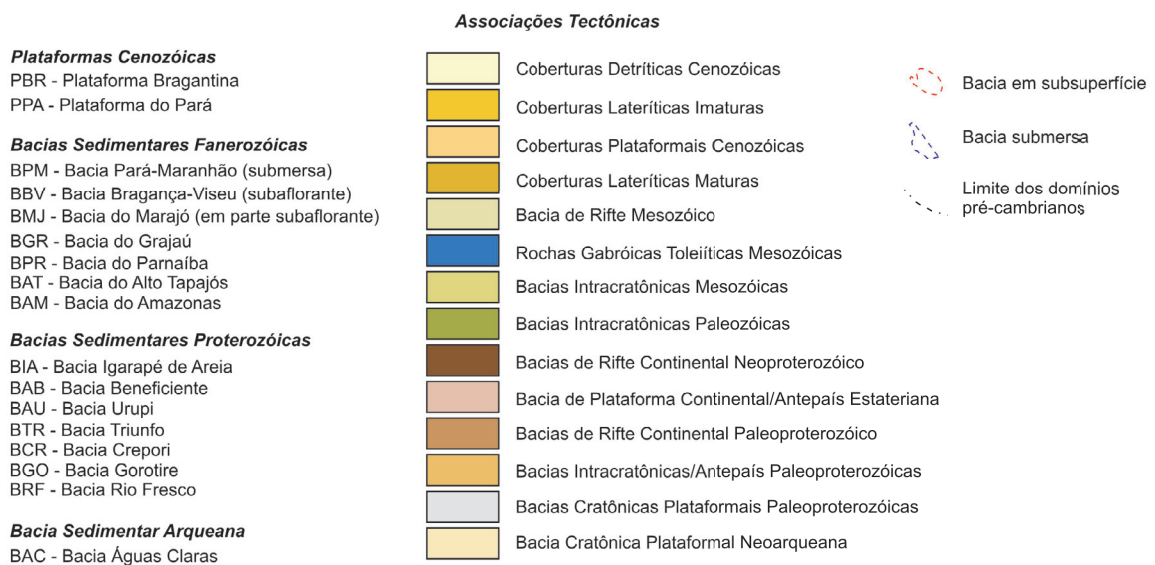 Associações Tectônicas
Plataformas Cenozóicas
PBR - Plataforma Bragantina
PPA - Plataforma do Pará
Bacias Sedimentares Fanerozóicas
BPM - Bacia Pará-Maranhão (submersa)
BBV - Bacia Bragança-Viseu (subaflorante)
BMJ - Bacia do Marajó (em parte subaflorante)
BGR - Bacia do Grajaú
BPR - Bacia do Parnaíba
BAT - Bacia do Alto Tapajós
BAM - Bacia do Amazonas
Bacias Sedimentares Proterozóicas
BIA - Bacia Igarapé de Areia
BAB - Bacia Beneficiente
BAU - Bacia Urupi
BTR - Bacia Triunfo
BCR - Bacia Crepori
BGO - Bacia Gorotire
BRF - Bacia Rio Fresco
Bacia Sedimentar Arqueana
BAC - Bacia Águas Claras
Coberturas Detríticas Cenozóicas
Coberturas Lateríticas Imaturas
Coberturas Plataformais Cenozóicas
Coberturas Lateríticas Maturas
Bacia de Rifte Mesozóico
Rochas Gabróicas Toleiíticas Mesozóicas
Bacias Intracratônicas Mesozóicas
Bacias Intracratônicas Paleozóicas
Bacias de Rifte Continental Neoproterozóico
Bacia de Plataforma Continental/Antepaís Estateriana
Bacias de Rifte Continental Paleoproterozóico
Bacias Intracratônicas/Antepaís Paleoproterozóicas
Bacias Cratônicas Plataformais Paleoproterozóicas
Bacia Cratônica Plataformal Neoarqueana
Bacia em subsuperfície
Bacia submersa
Limite dos domínios
pré-cambrianos